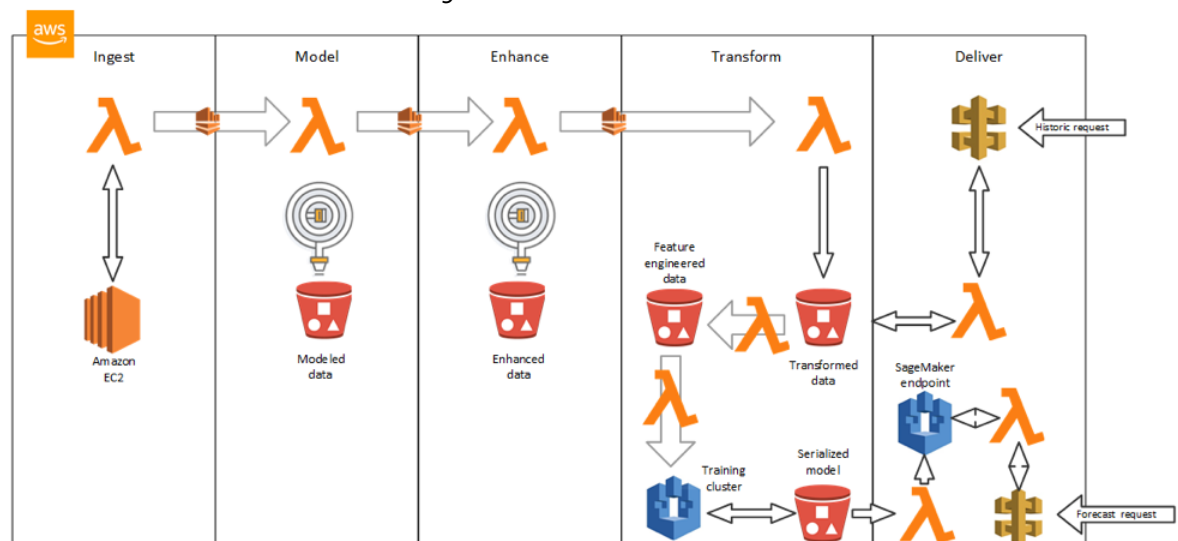 aws
Ingest
Model
Enhance
Transform
Deliver
Historic request
Feature
engineered
data
Amazon
EC2
Modeled
data
Enhanced
data
Transformed
data
SageMaker
endpoint
Training
cluster
Serialized
model
Forecast request